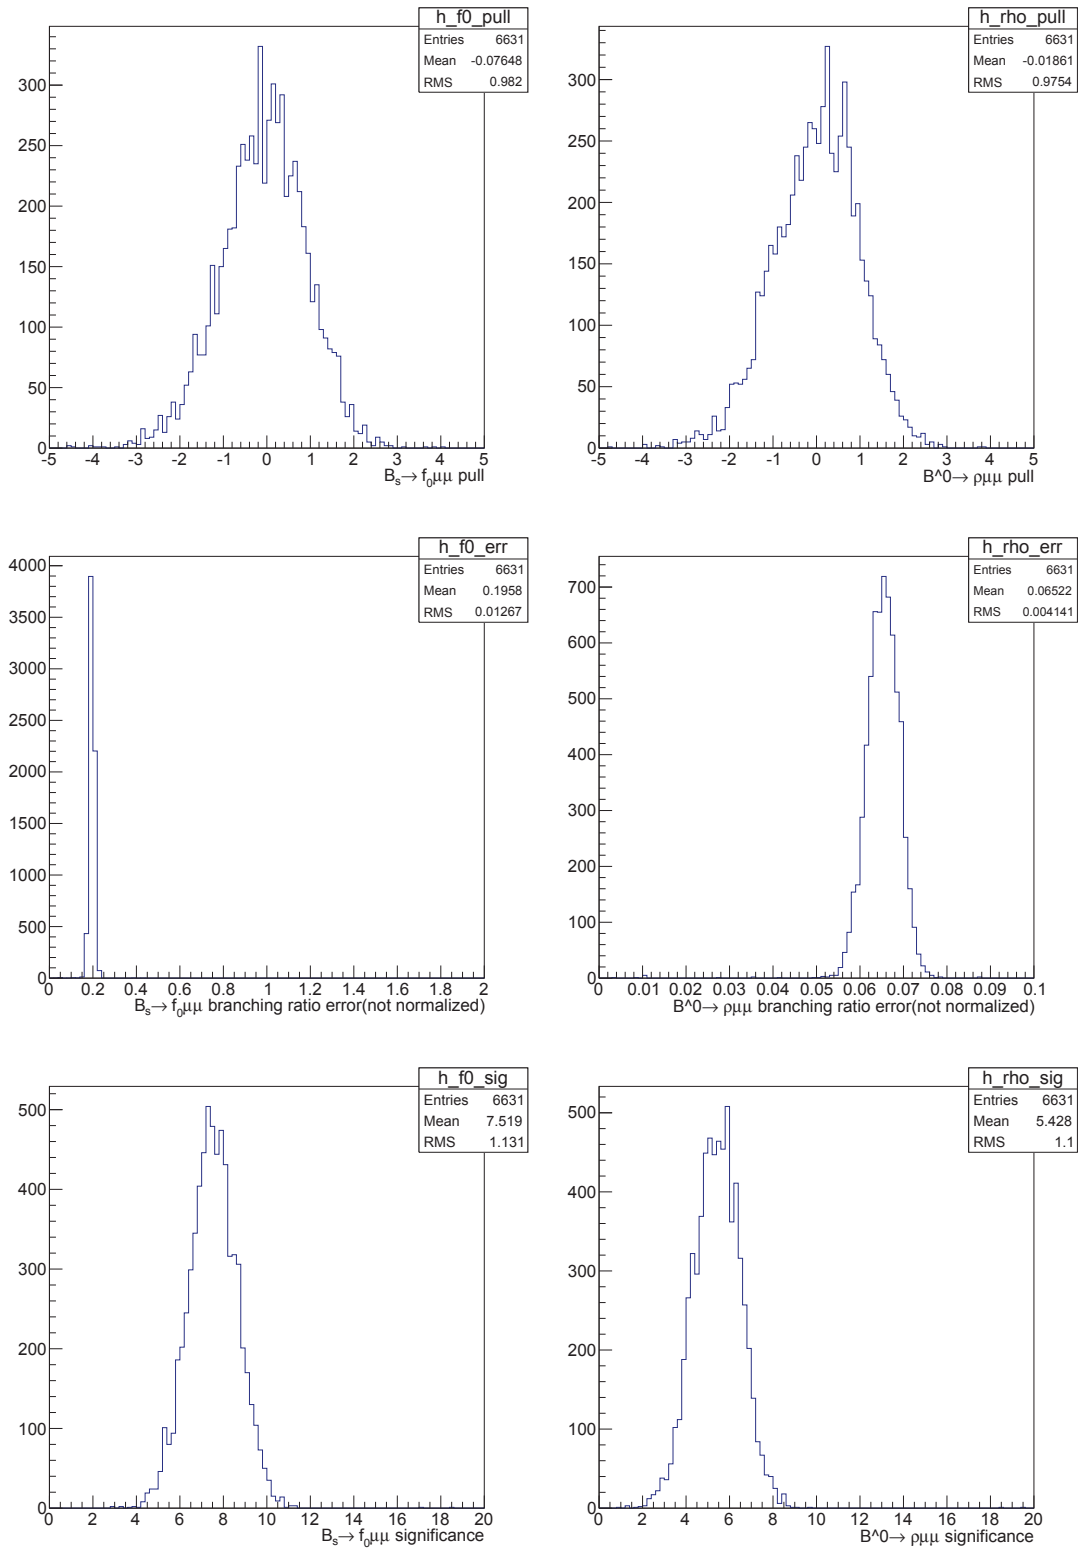 h_f0_pull
Entries 6631
Mean -0.07648
RMS 0.982
300
250
200
150
100
50
0
-5 -4 -3 -2 -1 0 1 2 3 4 5
Bs→ f0μμ pull
h_rho_pull
Entries 6631
Mean -0.01861
RMS 0.9754
300
250
200
150
100
50
0
-5 -4 -3 -2 -1 0 1 2 3 4 5
B^0→ ρμμ pull
h_f0_err
Entries 6631
Mean 0.1958
RMS 0.01267
4000
3500
3000
2500
2000
1500
1000
500
0
0 0.2 0.4 0.6 0.8 1 1.2 1.4 1.6 1.8 2
Bs→ f0μμ branching ratio error(not normalized)
h_rho_err
Entries 6631
Mean 0.06522
RMS 0.004141
700
600
500
400
300
200
100
0
0 0.01 0.02 0.03 0.04 0.05 0.06 0.07 0.08 0.09 0.1
B^0→ ρμμ branching ratio error(not normalized)
h_f0_sig
Entries 6631
Mean 7.519
RMS 1.131
500
400
300
200
100
0
0 2 4 6 8 10 12 14 16 18 20
Bs→ f0μμ significance
h_rho_sig
Entries 6631
Mean 5.428
RMS 1.1
500
400
300
200
100
0
0 2 4 6 8 10 12 14 16 18 20
B^0→ ρμμ significance